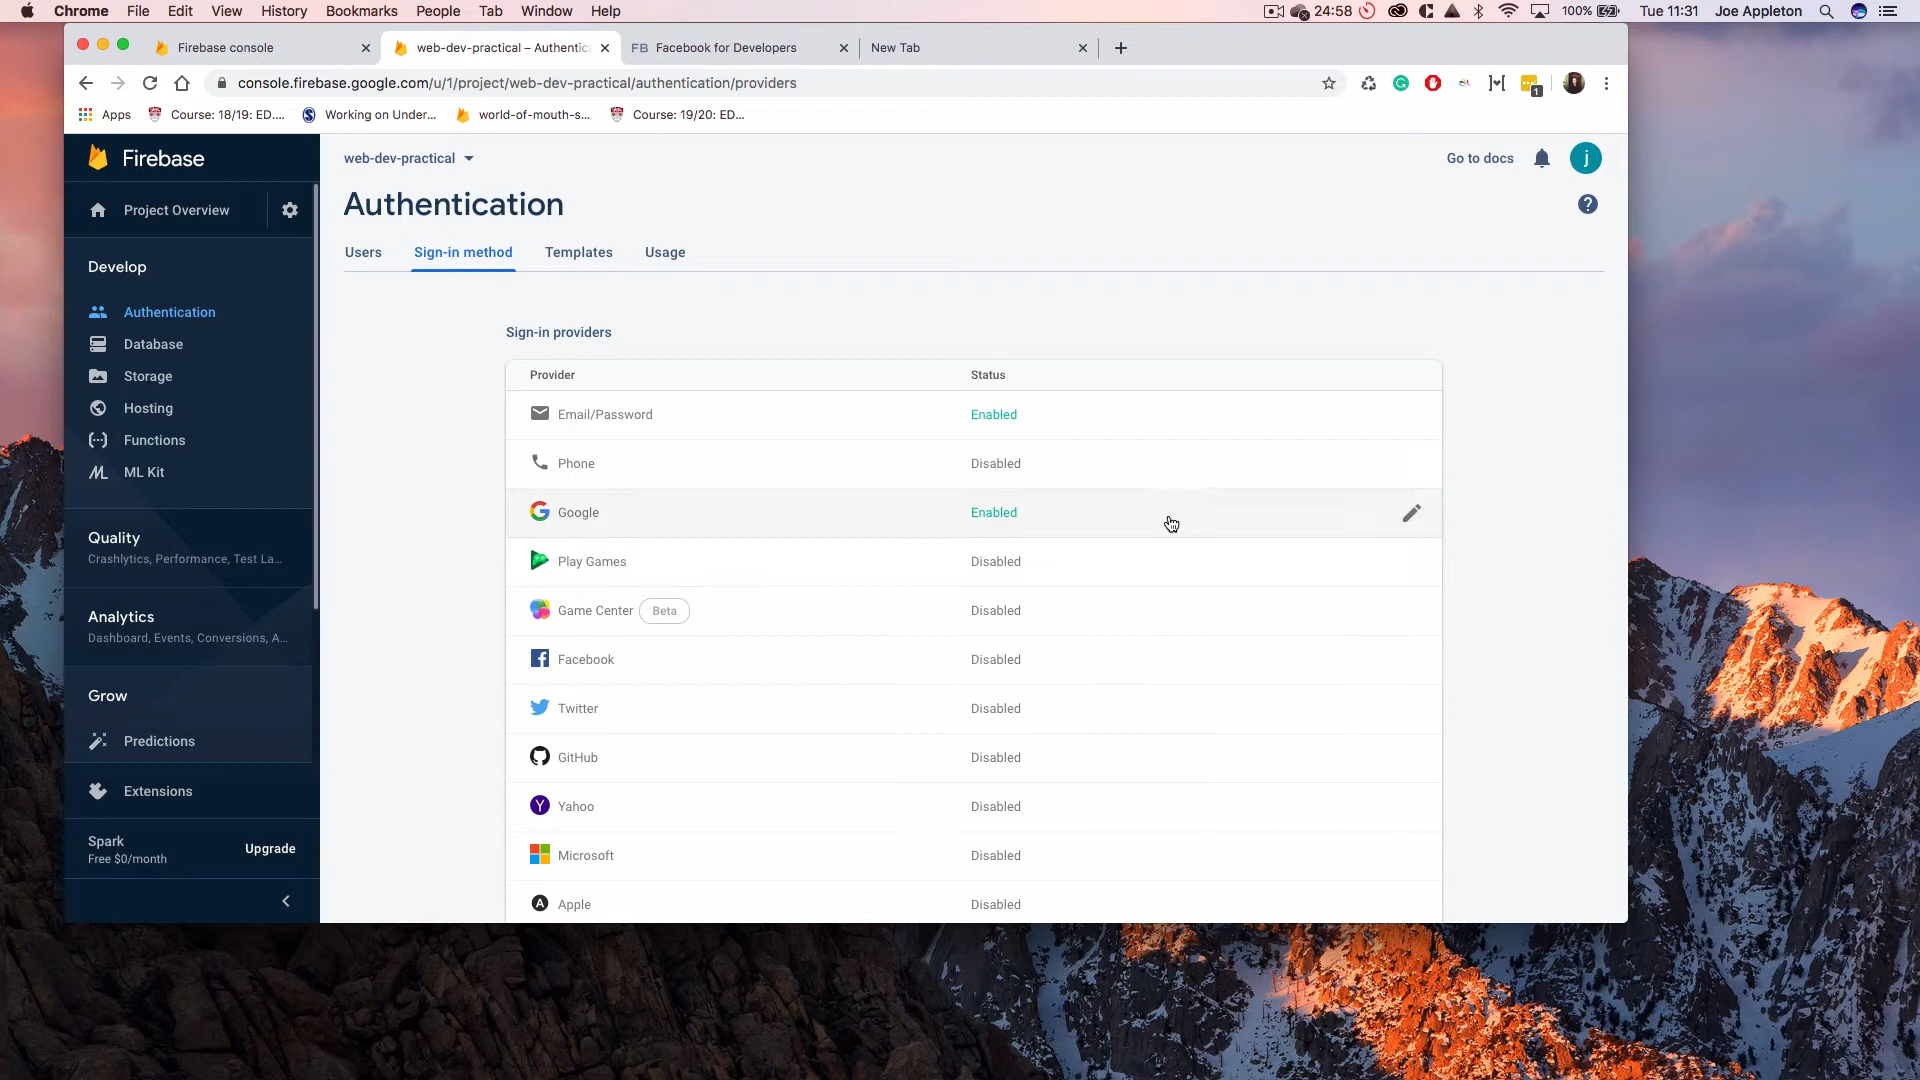 Chrome File Edit View History Bookmarks People Tab Window Help 24:58 100% Tue 11:31 Joe Appleton
Firebase console web-dev-practical – Authentica FB Facebook for Developers New Tab
console.firebase.google.com/u/1/project/web-dev-practical/authentication/providers
1
Apps Course: 18/19: ED.... Working on Under... world-of-mouth-s... Course: 19/20: ED...
Firebase
web-dev-practical
Go to docs
j
Project Overview
Authentication
Users Sign-in method Templates Usage
Develop
Authentication
Database
Storage
Hosting
Functions
ML Kit
Quality
Crashlytics, Performance, Test La...
Analytics
Dashboard, Events, Conversions, A...
Grow
Predictions
Extensions
Spark
Free $0/month
Upgrade
Sign-in providers
Provider Status
Email/Password Enabled
Phone Disabled
Google Enabled
Play Games Disabled
Game Center Beta Disabled
Facebook Disabled
Twitter Disabled
GitHub Disabled
Yahoo Disabled
Microsoft Disabled
Apple Disabled